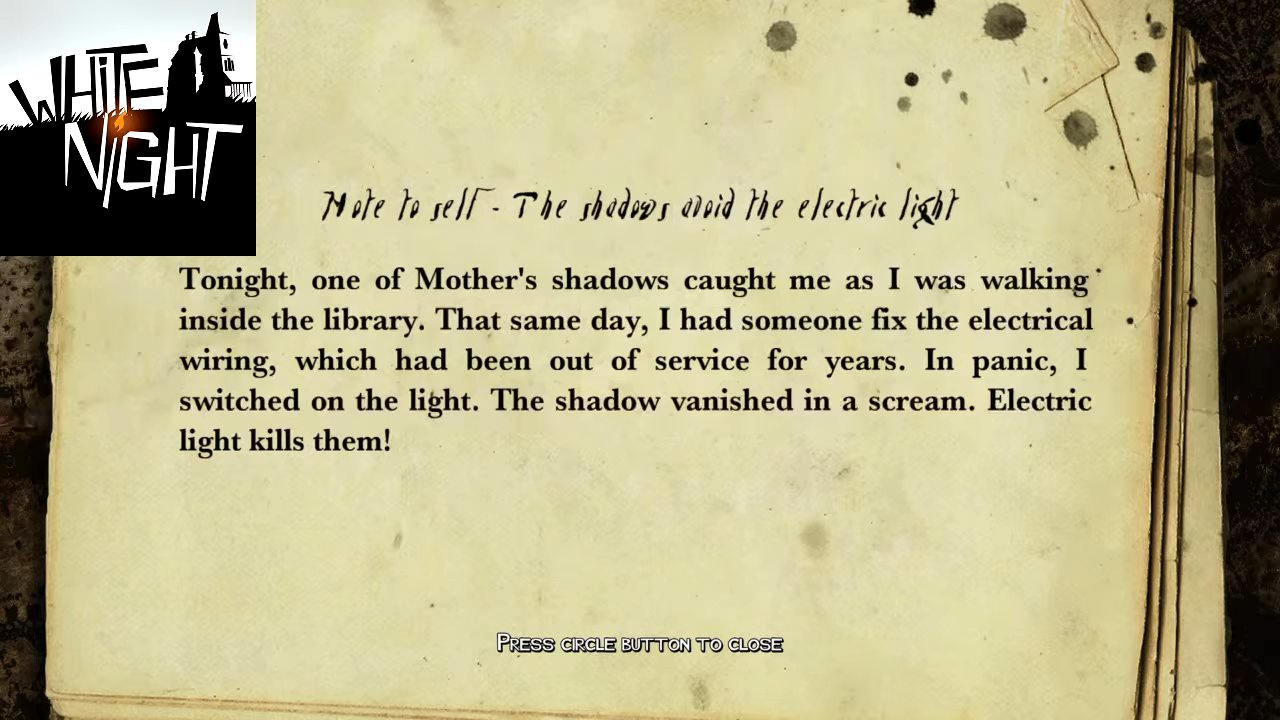 WHITE
NIGHT
Note to self - The shadows avoid the electric light
Tonight, one of Mother's shadows caught me as I was walking
inside the library. That same day, I had someone fix the electrical
wiring, which had been out of service for years. In panic, I
switched on the light. The shadow vanished in a scream. Electric
light kills them!
PRESS CIRCLE BUTTON TO CLOSE